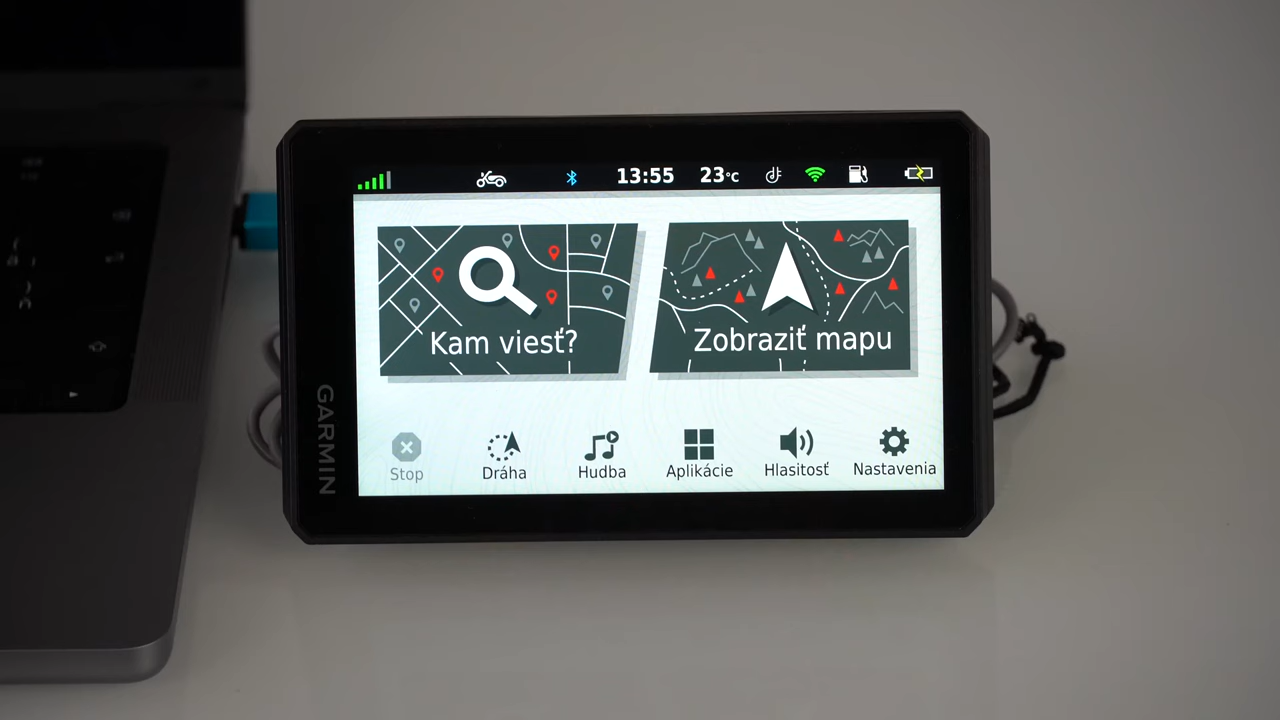 13:55 23°C
Kam viesť?
Zobraziť mapu
GARMIN
Stop
Dráha
Hudba
Aplikácie
Hlasitosť
Nastavenia